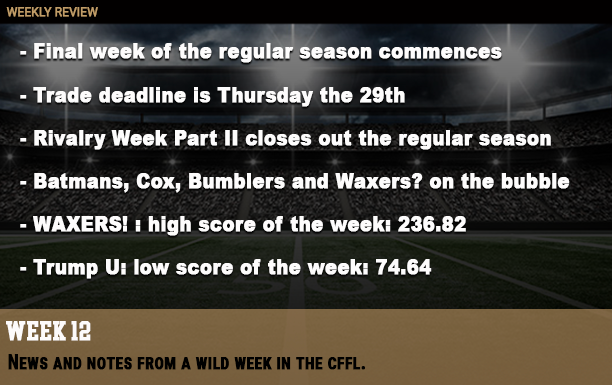 WEEKLY REVIEW
- Final week of the regular season commences
- Trade deadline is Thursday the 29th
- Rivalry Week Part II closes out the regular season
- Batmans, Cox, Bumblers and Waxers? on the bubble
- WAXERS! : high score of the week: 236.82
- Trump U: low score of the week: 74.64
WEEK 12
News and notes from a wild week in the cffl.